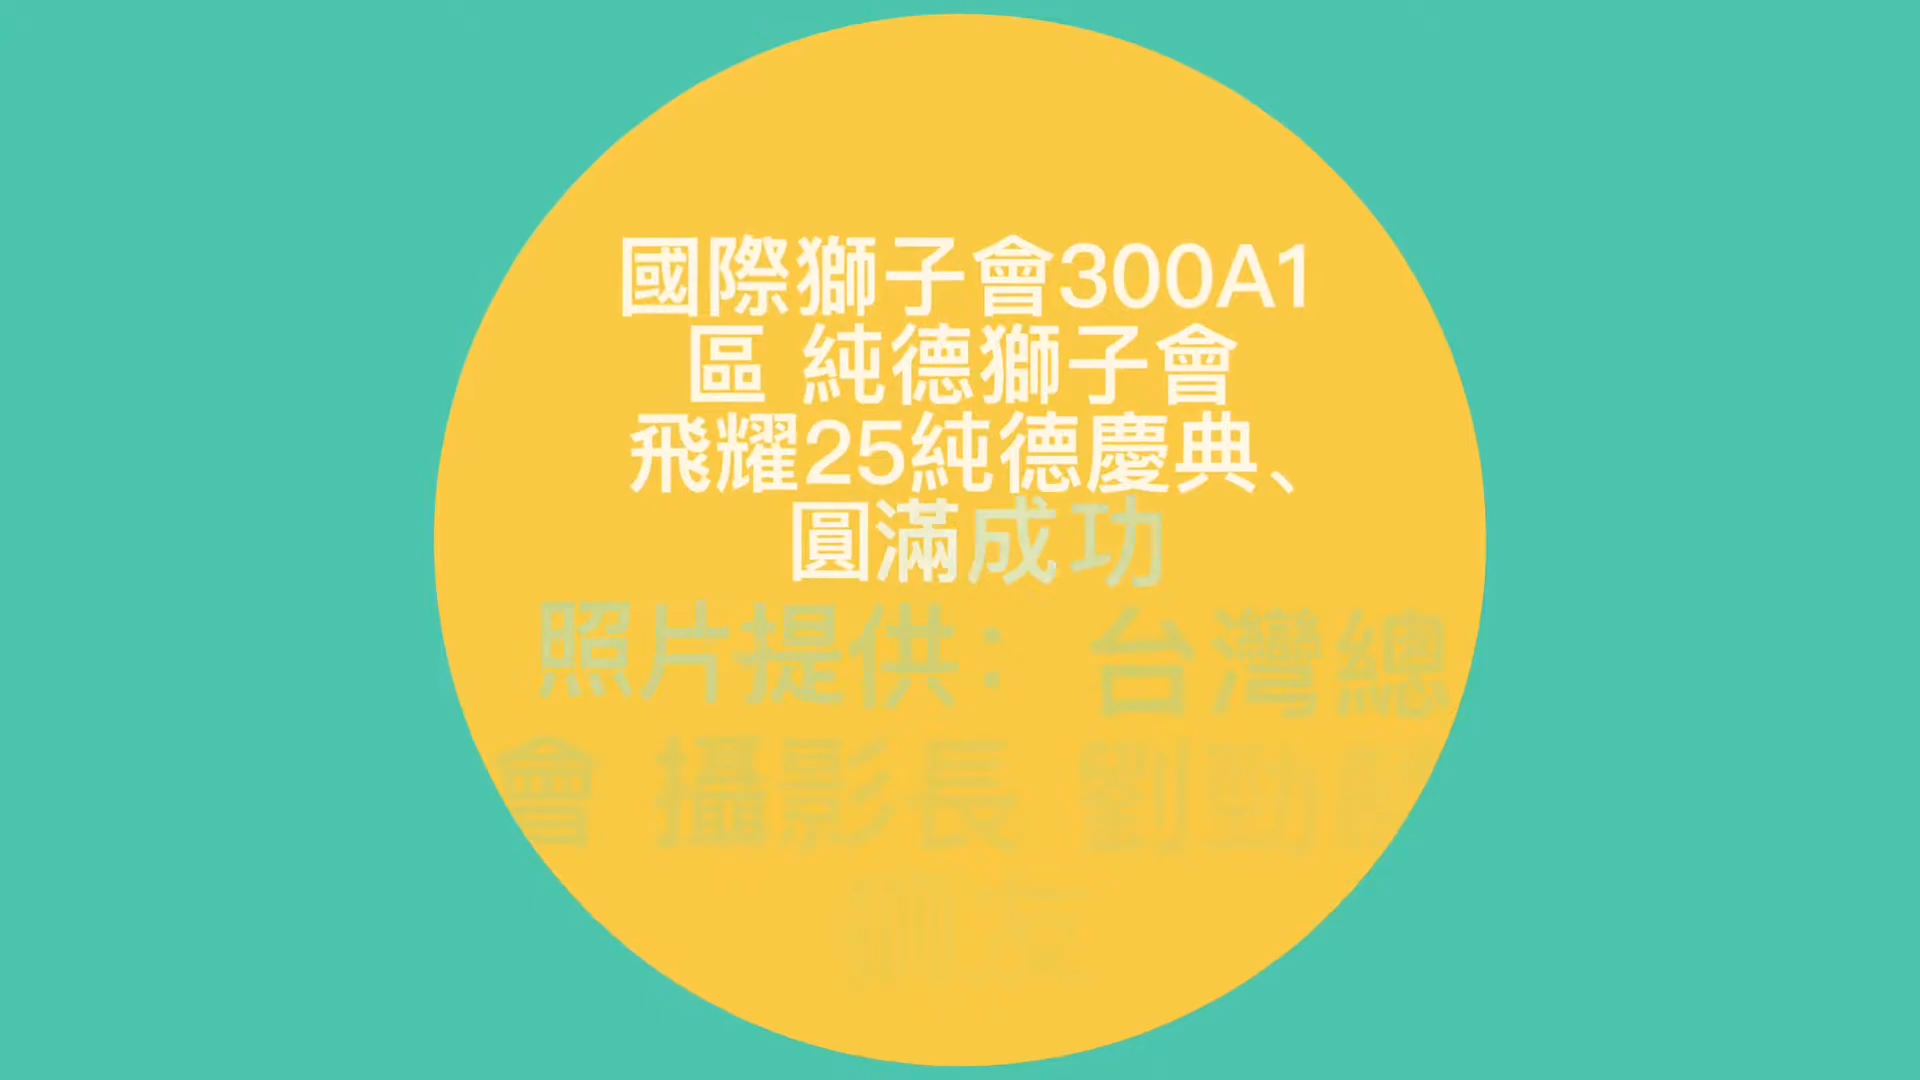 國際獅子會300A1
區 純德獅子會
飛耀25純德慶典、
圓滿成功
照片提供： 台灣總
會 攝影長 劉勁
獅友